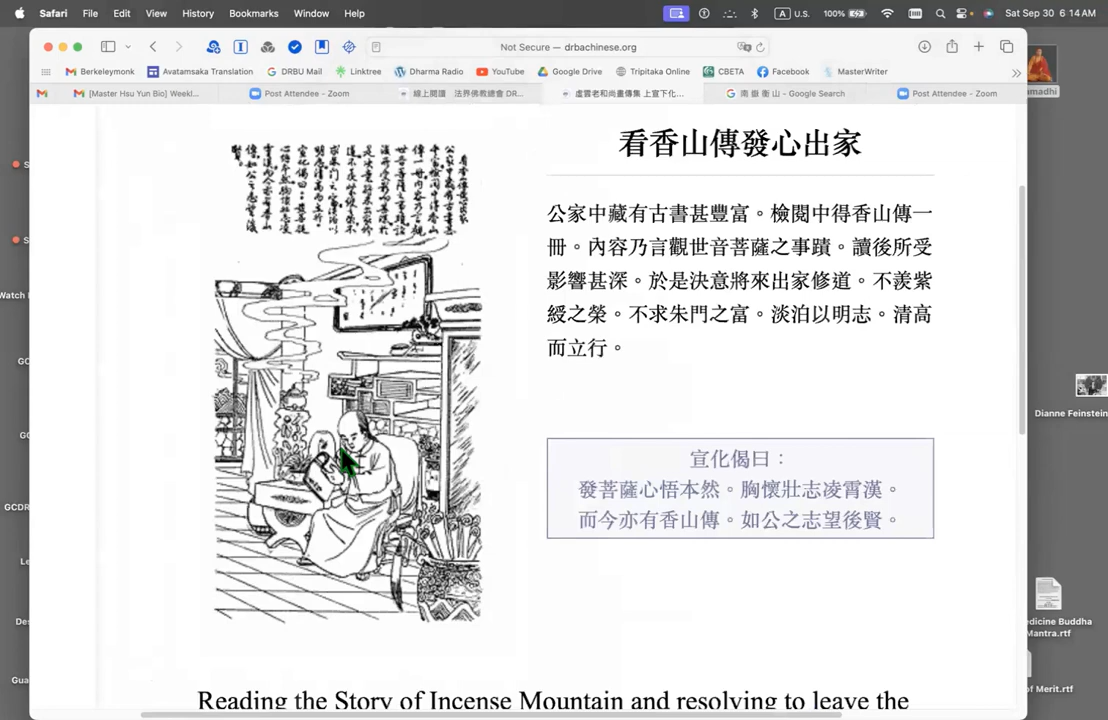 Safari File Edit View History Bookmarks Window Help
A U.S. 100% Sat Sep 30 6:14 AM
Not Secure — drbachinese.org
Berkeleymonk Avatamsaka Translation DRBU Mail Linktree Dharma Radio YouTube Google Drive Tripitaka Online CBETA Facebook MasterWriter
[Master Hsu Yun Bio] Weekl... Post Attendee – Zoom 線上閱讀 法界佛教總會 DR... 虛雲老和尚畫傳集 上宣下化... 南 嶽 衡 山 - Google Search Post Attendee – Zoom
看香山傳發心出家
公家中藏有古書甚豐富。檢閱中得香山傳一
冊。內容乃言觀世音菩薩之事蹟。讀後所受
影響甚深。於是決意將來出家修道。不羨紫
綬之榮。不求朱門之富。淡泊以明志。清高
而立行。
宣化偈曰：
發菩薩心悟本然。胸懷壯志凌霄漢。
而今亦有香山傳。如公之志望後賢。
Reading the Story of Incense Mountain and resolving to leave the
Watch
GC
GC
GCDR
Le
Des
Gua
amadhi
Dianne Feinstein
edicine Buddha
Mantra.rtf
of Merit.rtf